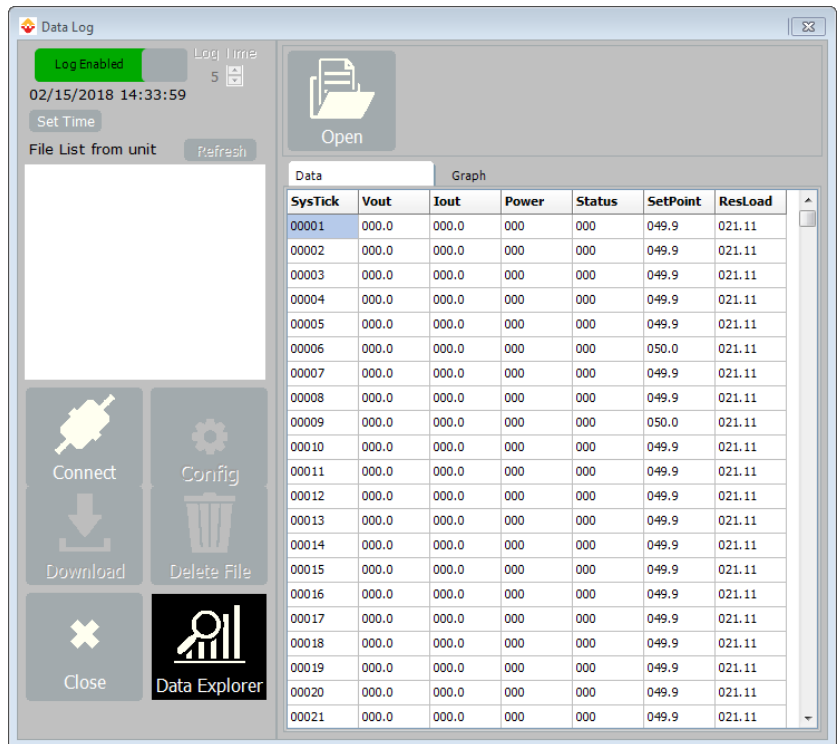 Data Log
Log Enabled
Log Time
5
02/15/2018 14:33:59
Set Time
File List from unit
Refresh
Connect
Config
Download
Delete File
Close
Data Explorer
Open
Data Graph
SysTick Vout Iout Power Status SetPoint ResLoad
00001 000.0 000.0 000 000 049.9 021.11
00002 000.0 000.0 000 000 049.9 021.11
00003 000.0 000.0 000 000 049.9 021.11
00004 000.0 000.0 000 000 049.9 021.11
00005 000.0 000.0 000 000 049.9 021.11
00006 000.0 000.0 000 000 050.0 021.11
00007 000.0 000.0 000 000 049.9 021.11
00008 000.0 000.0 000 000 049.9 021.11
00009 000.0 000.0 000 000 050.0 021.11
00010 000.0 000.0 000 000 049.9 021.11
00011 000.0 000.0 000 000 049.9 021.11
00012 000.0 000.0 000 000 049.9 021.11
00013 000.0 000.0 000 000 049.9 021.11
00014 000.0 000.0 000 000 049.9 021.11
00015 000.0 000.0 000 000 049.9 021.11
00016 000.0 000.0 000 000 049.9 021.11
00017 000.0 000.0 000 000 049.9 021.11
00018 000.0 000.0 000 000 049.9 021.11
00019 000.0 000.0 000 000 049.9 021.11
00020 000.0 000.0 000 000 049.9 021.11
00021 000.0 000.0 000 000 049.9 021.11